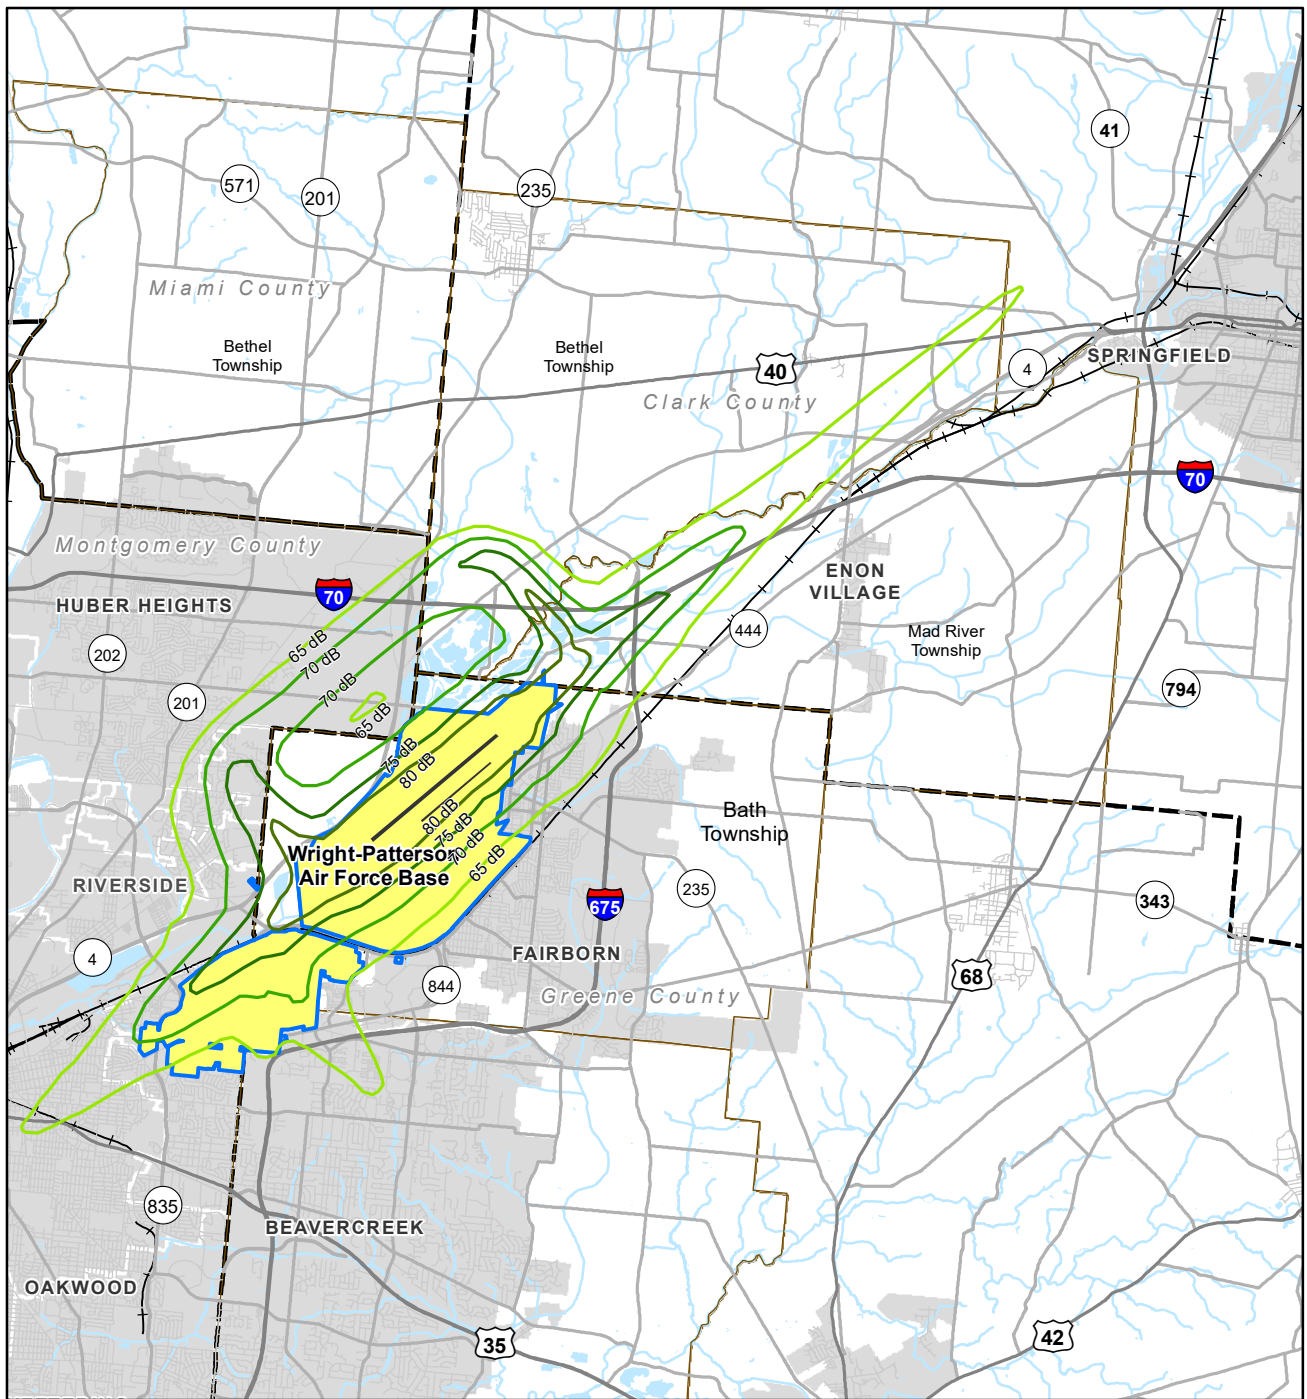 41
571
201
235
Miami County
Bethel
Township
Bethel
Township
40
4
SPRINGFIELD
Clark County
70
Montgomery County
ENON
VILLAGE
70
HUBER HEIGHTS
444
65 dB
202
Mad River
Township
70 dB
70 dB
794
201
65 dB
75 dB
80 dB
80 dB
75 dB
70 dB
65 dB
Bath
Township
Wright-Patterson
Air Force Base
RIVERSIDE
235
343
675
4
FAIRBORN
844
68
Greene County
835
BEAVERCREEK
OAKWOOD
35
42